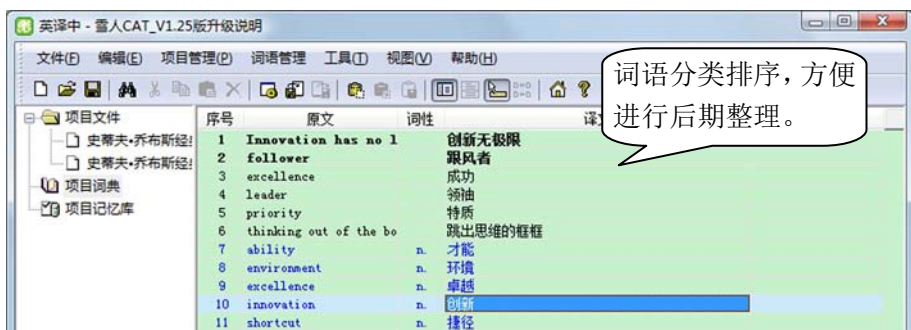 英译中 - 雪人CAT_V1.25版升级说明
文件(F) 编辑(E) 项目管理(P) 词语管理 工具(T) 视图(V) 帮助(H)
词语分类排序，方便
进行后期整理。
项目文件
史蒂夫•乔布斯经
史蒂夫•乔布斯经
项目词典
项目记忆库
序号 原文 词性 译
1 Innovation has no l 创新无极限
2 follower 跟风者
3 excellence 成功
4 leader 领袖
5 priority 特质
6 thinking out of the bo 跳出思维的框框
7 ability n. 才能
8 environment n. 环境
9 excellence n. 卓越
10 innovation n. 创新
11 shortcut n. 捷径